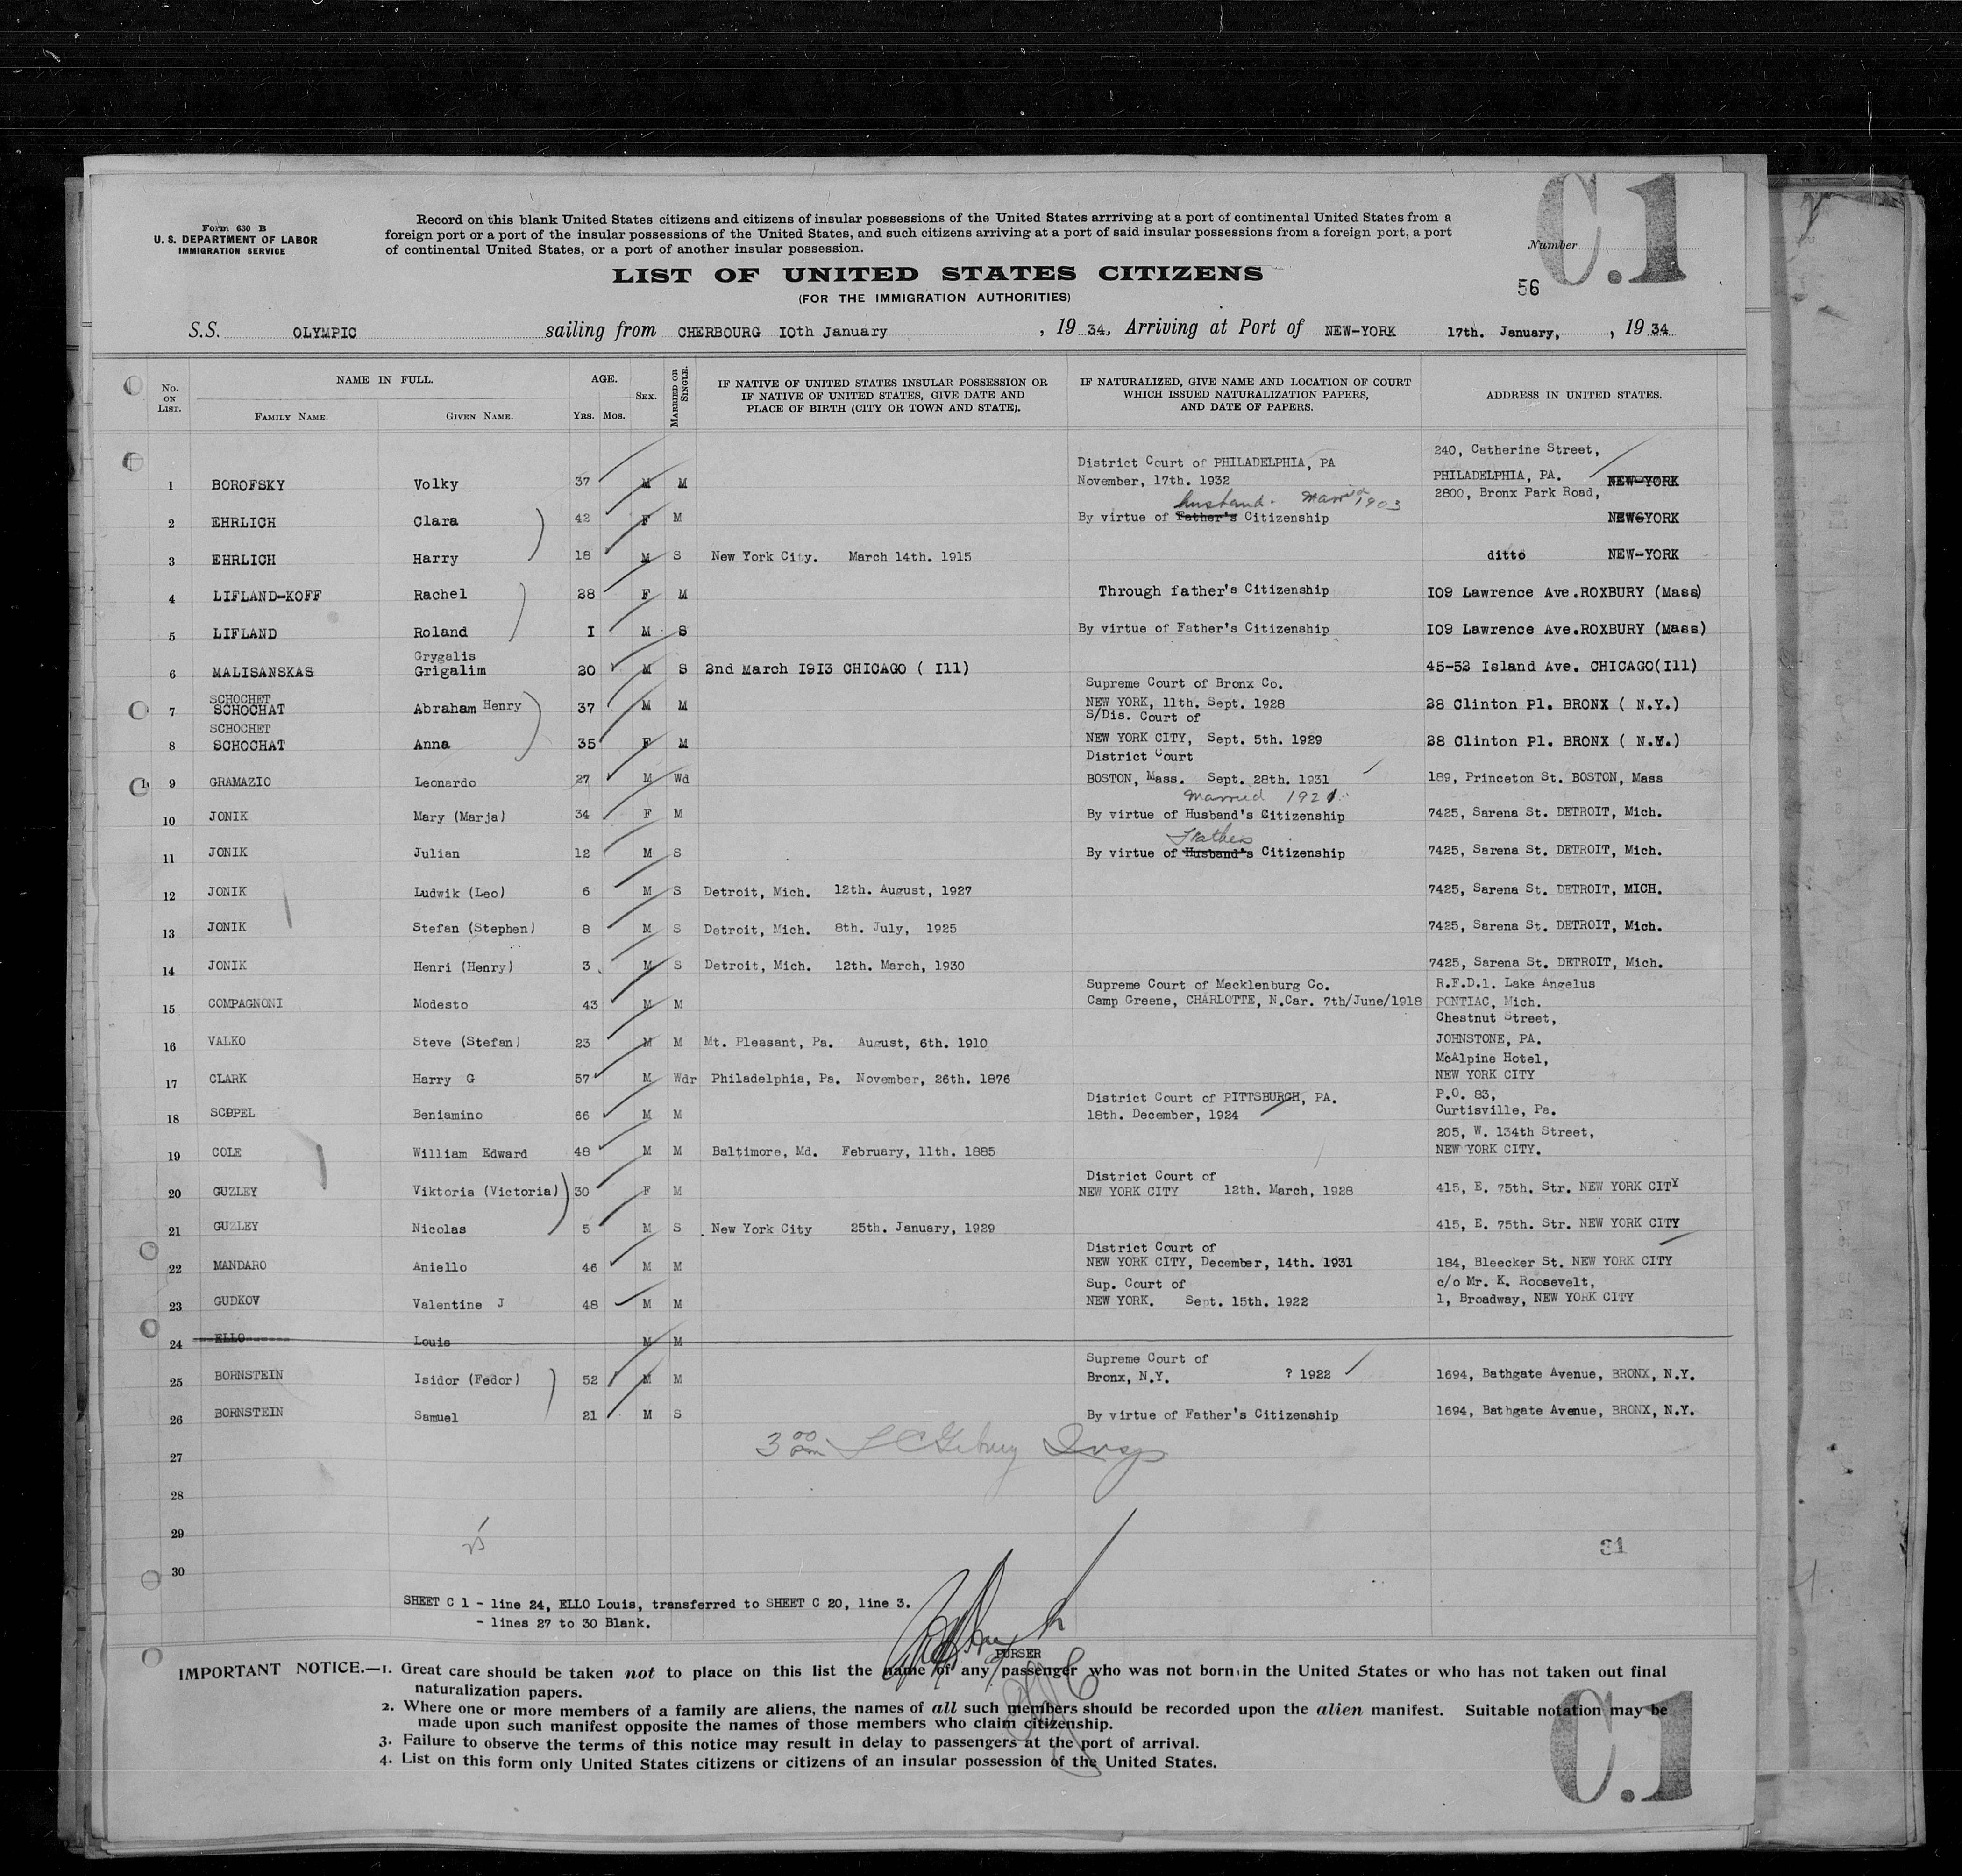 C.1
Form 630 B
U. S. DEPARTMENT OF LABOR
IMMIGRATION SERVICE
Record on this blank United States citizens and citizens of insular possessions of the United States arrriving at a port of continental United States from a
foreign port or a port of the insular possessions of the United States, and such citizens arriving at a port of said insular possessions from a foreign port, a port
of continental United States, or a port of another insular possession.
Number
LIST OF UNITED STATES CITIZENS
(FOR THE IMMIGRATION AUTHORITIES)
56
S.S. OLYMPIC sailing from CHERBOURG IOth January , 19 34, Arriving at Port of NEW-YORK 17th. January, , 19 34
No. ON LIST. NAME IN FULL. AGE. SEX. MARRIED OR SINGLE. IF NATIVE OF UNITED STATES INSULAR POSSESSION OR IF NATIVE OF UNITED STATES, GIVE DATE AND PLACE OF BIRTH (CITY OR TOWN AND STATE). IF NATURALIZED, GIVE NAME AND LOCATION OF COURT WHICH ISSUED NATURALIZATION PAPERS, AND DATE OF PAPERS. ADDRESS IN UNITED STATES.
FAMILY NAME. GIVEN NAME. Yrs. Mos.
240, Catherine Street,
District Court of PHILADELPHIA, PA
PHILADELPHIA, PA.
1 BOROFSKY Volky 37 M M November, 17th. 1932 NEW-YORK
husband. Married 1903 2800, Bronx Park Road,
2 EHRLICH Clara 42 F M By virtue of Father's Citizenship NEW-YORK
3 EHRLICH Harry 18 M S New York City. March 14th. 1915 ditto NEW-YORK
4 LIFLAND-KOFF Rachel 28 F M Through father's Citizenship IO9 Lawrence Ave.ROXBURY (Mass)
5 LIFLAND Roland I M S By virtue of Father's Citizenship IO9 Lawrence Ave.ROXBURY (Mass)
Grygalis
6 MALISANSKAS Grigalim 20 M S 2nd March I9I3 CHICAGO ( Ill) 45-52 Island Ave. CHICAGO(Ill)
SCHOCHET Supreme Court of Bronx Co.
7 SCHOCHAT Abraham Henry 37 M M NEW YORK, 11th. Sept. 1928 28 Clinton Pl. BRONX ( N.Y.)
SCHOCHET S/Dis. Court of
8 SCHOCHAT Anna 35 F M NEW YORK CITY, Sept. 5th. 1929 28 Clinton Pl. BRONX ( N.Y.)
District Court
9 GRAMAZIO Leonardo 27 M Wd BOSTON, Mass. Sept. 28th. 1931 189, Princeton St. BOSTON, Mass
Married 1921
10 JONIK Mary (Marja) 34 F M By virtue of Husband's Citizenship 7425, Sarena St. DETROIT, Mich.
Fathers
11 JONIK Julian 12 M S By virtue of Husband's Citizenship 7425, Sarena St. DETROIT, Mich.
12 JONIK Ludwik (Leo) 6 M S Detroit, Mich. 12th. August, 1927 7425, Sarena St. DETROIT, MICH.
13 JONIK Stefan (Stephen) 8 M S Detroit, Mich. 8th. July, 1925 7425, Sarena St. DETROIT, Mich.
14 JONIK Henri (Henry) 3 M S Detroit, Mich. 12th. March, 1930 7425, Sarena St. DETROIT, Mich.
Supreme Court of Mecklenburg Co. R.F.D.1. Lake Angelus
15 COMPAGNONI Modesto 43 M M Camp Greene, CHARLOTTE, N.Car. 7th/June/1918 PONTIAC, Mich.
Chestnut Street,
16 VALKO Steve (Stefan) 23 M M Mt. Pleasant, Pa. August, 6th. 1910 JOHNSTONE, PA.
McAlpine Hotel,
17 CLARK Harry G 57 M Wdr Philadelphia, Pa. November, 26th. 1876 NEW YORK CITY
District Court of PITTSBURGH, PA. P.O. 83,
18 Beniamino 66 M M 18th. December, 1924 Curtisville, Pa.
205, W. 134th Street,
19 COLE William Edward 48 M M Baltimore, Md. February, 11th. 1885 NEW YORK CITY.
District Court of
20 GUZLEY Viktoria (Victoria) 30 F M NEW YORK CITY 12th. March, 1928 415, E. 75th. Str. NEW YORK CITY
21 GUZLEY Nicolas 5 M S New York City 25th. January, 1929 415, E. 75th. Str. NEW YORK CITY
District Court of
22 MANDARO Aniello 46 M M NEW YORK CITY, December, 14th. 1931 184, Bleecker St. NEW YORK CITY
Sup. Court of c/o Mr. K. Roosevelt,
23 GUDKOV Valentine J 48 M M NEW YORK. Sept. 15th. 1922 1, Broadway, NEW YORK CITY
24 ELLO Louis M M
Supreme Court of
25 BORNSTEIN Isidor (Fedor) 52 M M Bronx, N.Y. ? 1922 1694, Bathgate Avenue, BRONX, N.Y.
26 BORNSTEIN Samuel 21 M S By virtue of Father's Citizenship 1694, Bathgate Avenue, BRONX, N.Y.
3 00 pm Insp
27
28
29
31
30
SHEET C 1 - line 24, ELLO Louis, transferred to SHEET C 20, line 3.
- lines 27 to 30 Blank.
PURSER
IMPORTANT NOTICE.—1. Great care should be taken not to place on this list the name of any passenger who was not born in the United States or who has not taken out final
naturalization papers.
2. Where one or more members of a family are aliens, the names of all such members should be recorded upon the alien manifest. Suitable notation may be
made upon such manifest opposite the names of those members who claim citizenship.
3. Failure to observe the terms of this notice may result in delay to passengers at the port of arrival.
4. List on this form only United States citizens or citizens of an insular possession of the United States.
C.1